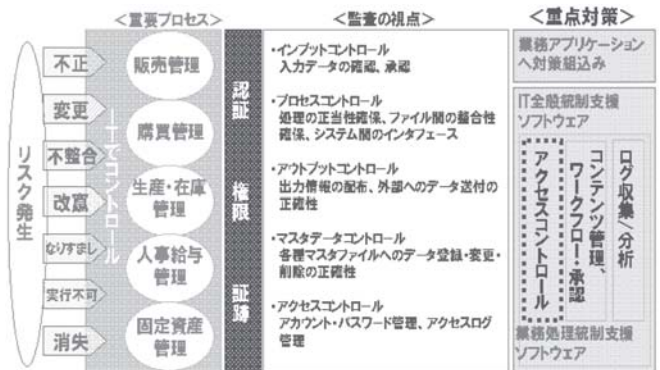 ＜重要プロセス＞
＜監査の視点＞
＜重点対策＞
リスク発生
不正
変更
不整合
改竄
なりすまし
実行不可
消失
ITでコントロール
販売管理
購買管理
生産・在庫
管理
人事給与
管理
固定資産
管理
認証
権限
証跡
・インプットコントロール
入力データの確認、承認
・プロセスコントロール
処理の正当性確保、ファイル間の整合性
確保、システム間のインタフェース
・アウトプットコントロール
出力情報の配布、外部へのデータ送付の
正確性
・マスタデータコントロール
各種マスタファイルへのデータ登録・変更・
削除の正確性
・アクセスコントロール
アカウント・パスワード管理、アクセスログ
管理
業務アプリケーション
へ対策組込み
IT全般統制支援
ソフトウェア
アクセスコントロール
コンテンツ管理、
ワークフロー・承認
ログ収集／分析
業務処理統制支援
ソフトウェア